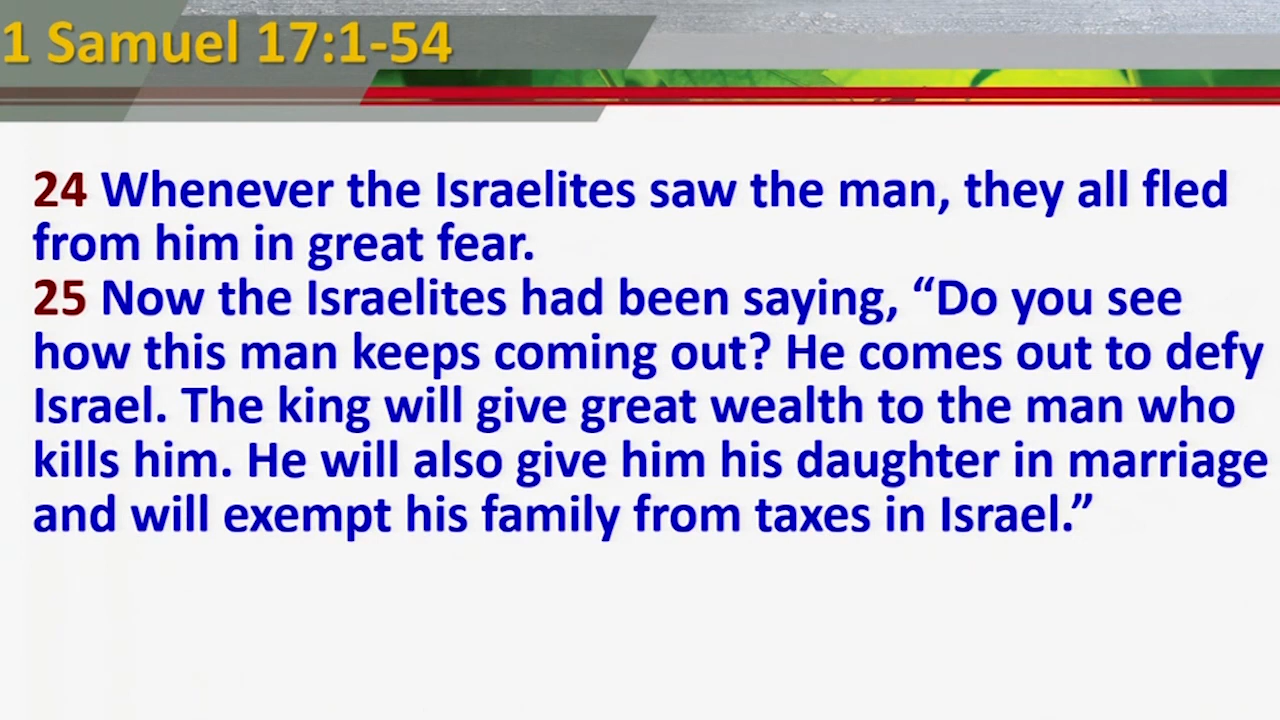 1 Samuel 17:1-54
24 Whenever the Israelites saw the man, they all fled
from him in great fear.
25 Now the Israelites had been saying, “Do you see
how this man keeps coming out? He comes out to defy
Israel. The king will give great wealth to the man who
kills him. He will also give him his daughter in marriage
and will exempt his family from taxes in Israel.”